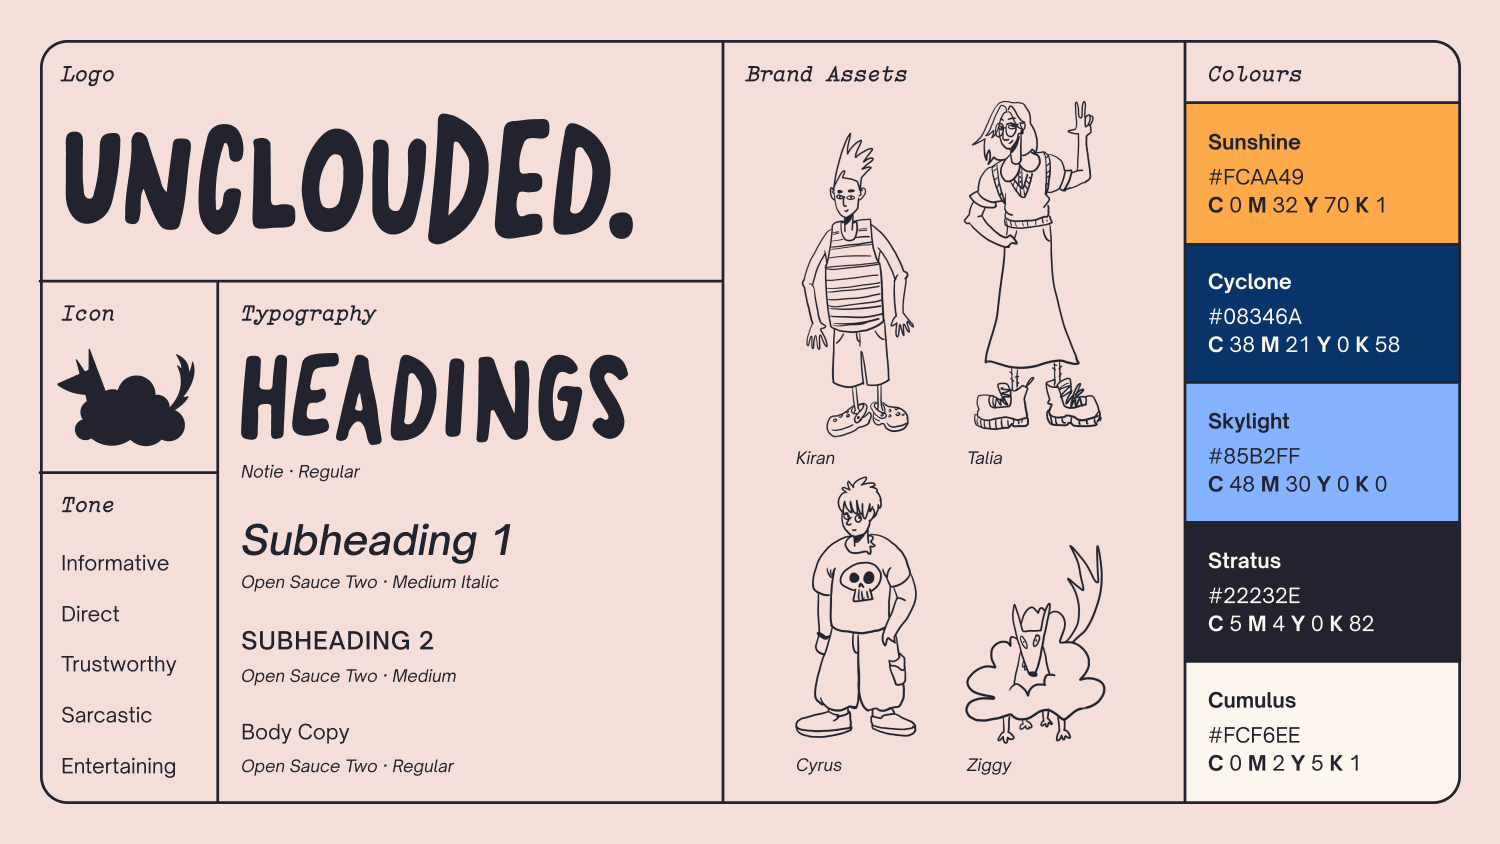 Logo
UNCLOUDED.
Icon
Tone
Informative
Direct
Trustworthy
Sarcastic
Entertaining
Typography
HEADINGS
Notie · Regular
Subheading 1
Open Sauce Two · Medium Italic
SUBHEADING 2
Open Sauce Two · Medium
Body Copy
Open Sauce Two · Regular
Brand Assets
Kiran
Talia
Cyrus
Ziggy
Colours
Sunshine
#FCAA49
C 0 M 32 Y 70 K 1
Cyclone
#08346A
C 38 M 21 Y 0 K 58
Skylight
#85B2FF
C 48 M 30 Y 0 K 0
Stratus
#22232E
C 5 M 4 Y 0 K 82
Cumulus
#FCF6EE
C 0 M 2 Y 5 K 1